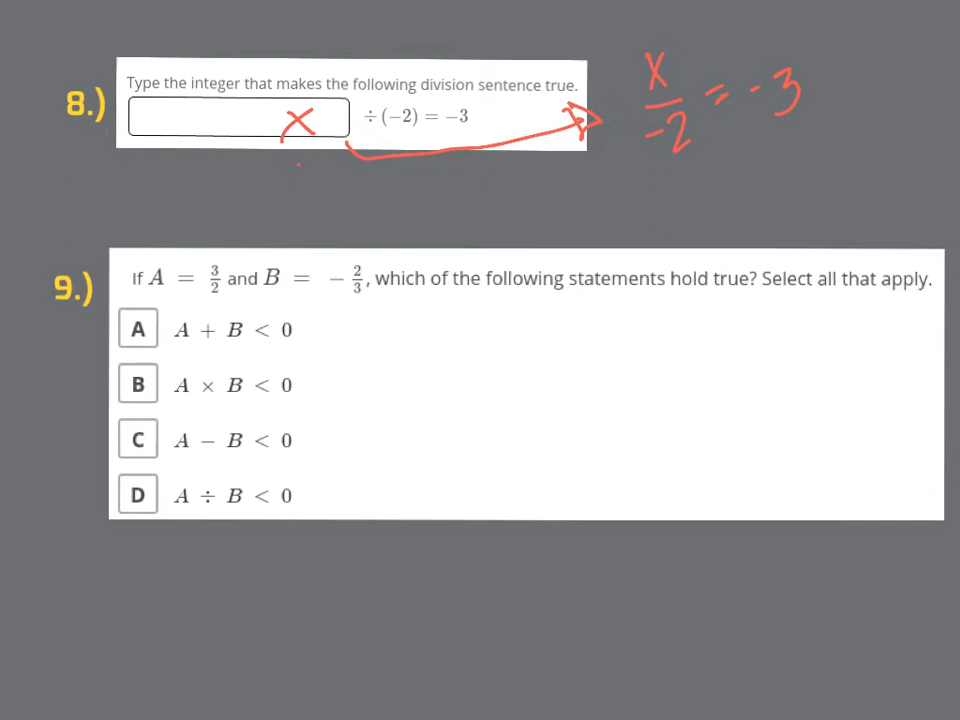 8.)
Type the integer that makes the following division sentence true.
x ÷ (−2) = −3
x/-2 = -3
9.)
If A = 3/2 and B = − 2/3, which of the following statements hold true? Select all that apply.
A A + B < 0
B A × B < 0
C A − B < 0
D A ÷ B < 0